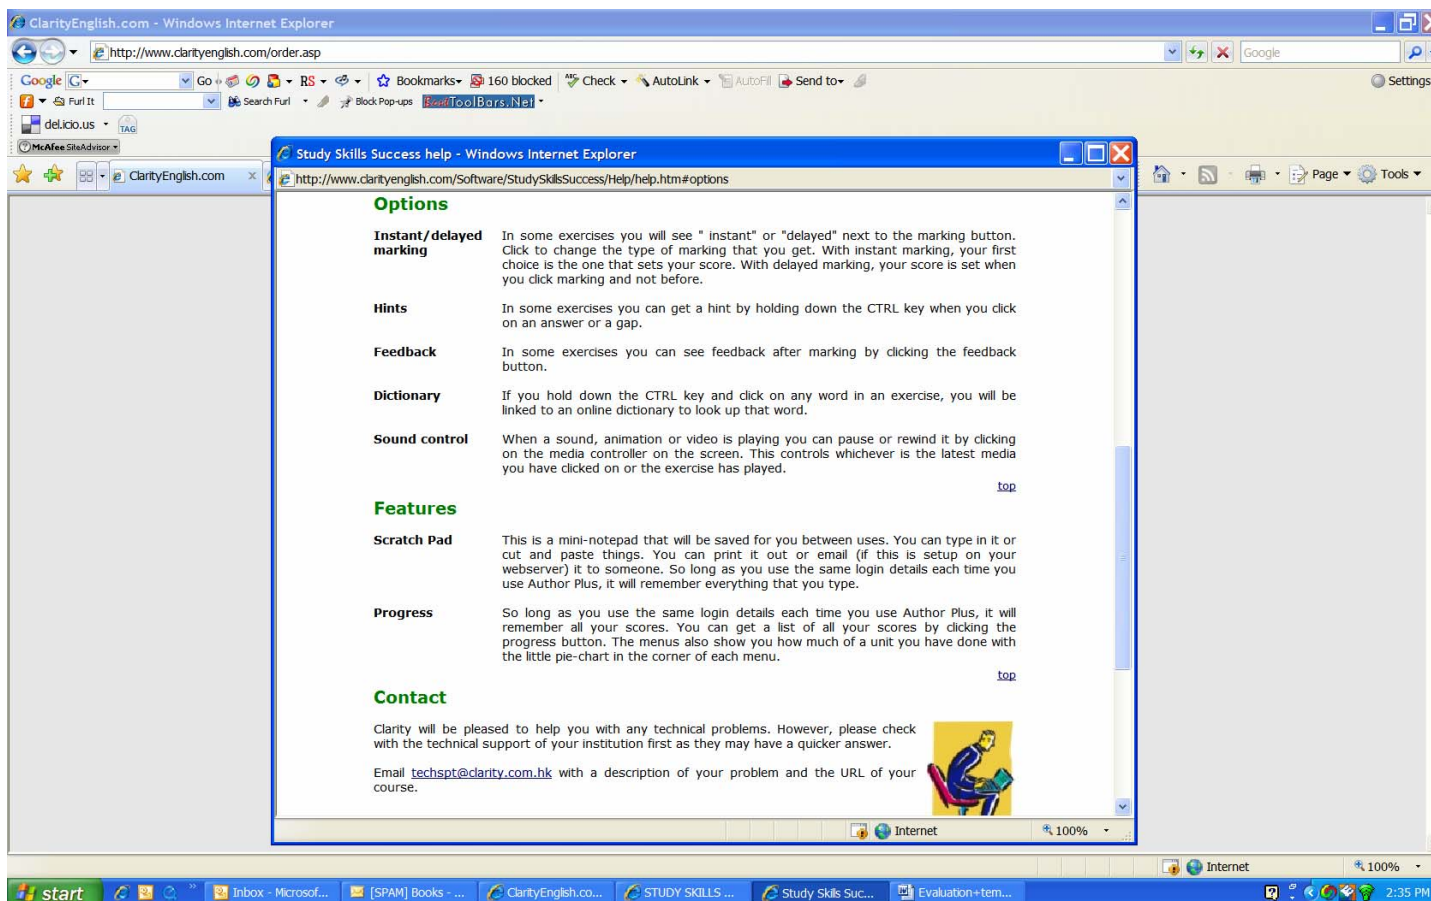 ClarityEnglish.com - Windows Internet Explorer
http://www.clarityenglish.com/order.asp
Google
Google G
Go
RS
Bookmarks
160 blocked
Check
AutoLink
AutoFill
Send to
Settings
Furl It
Search Furl
Block Pop-ups
ToolBars.Net
del.icio.us
TAG
McAfee SiteAdvisor
ClarityEnglish.com
Page
Tools
Study Skills Success help - Windows Internet Explorer
http://www.clarityenglish.com/Software/StudySkillsSuccess/Help/help.htm#options
Options
Instant/delayed marking
In some exercises you will see " instant" or "delayed" next to the marking button.
Click to change the type of marking that you get. With instant marking, your first
choice is the one that sets your score. With delayed marking, your score is set when
you click marking and not before.
Hints
In some exercises you can get a hint by holding down the CTRL key when you click
on an answer or a gap.
Feedback
In some exercises you can see feedback after marking by clicking the feedback
button.
Dictionary
If you hold down the CTRL key and click on any word in an exercise, you will be
linked to an online dictionary to look up that word.
Sound control
When a sound, animation or video is playing you can pause or rewind it by clicking
on the media controller on the screen. This controls whichever is the latest media
you have clicked on or the exercise has played.
top
Features
Scratch Pad
This is a mini-notepad that will be saved for you between uses. You can type in it or
cut and paste things. You can print it out or email (if this is setup on your
webserver) it to someone. So long as you use the same login details each time you
use Author Plus, it will remember everything that you type.
Progress
So long as you use the same login details each time you use Author Plus, it will
remember all your scores. You can get a list of all your scores by clicking the
progress button. The menus also show you how much of a unit you have done with
the little pie-chart in the corner of each menu.
top
Contact
Clarity will be pleased to help you with any technical problems. However, please check
with the technical support of your institution first as they may have a quicker answer.
Email techspt@clarity.com.hk with a description of your problem and the URL of your
course.
Internet
100%
Internet
100%
start
Inbox - Microsof...
[SPAM] Books - ...
ClarityEnglish.co...
STUDY SKILLS ...
Study Skills Suc...
Evaluation+tem...
2:35 PM